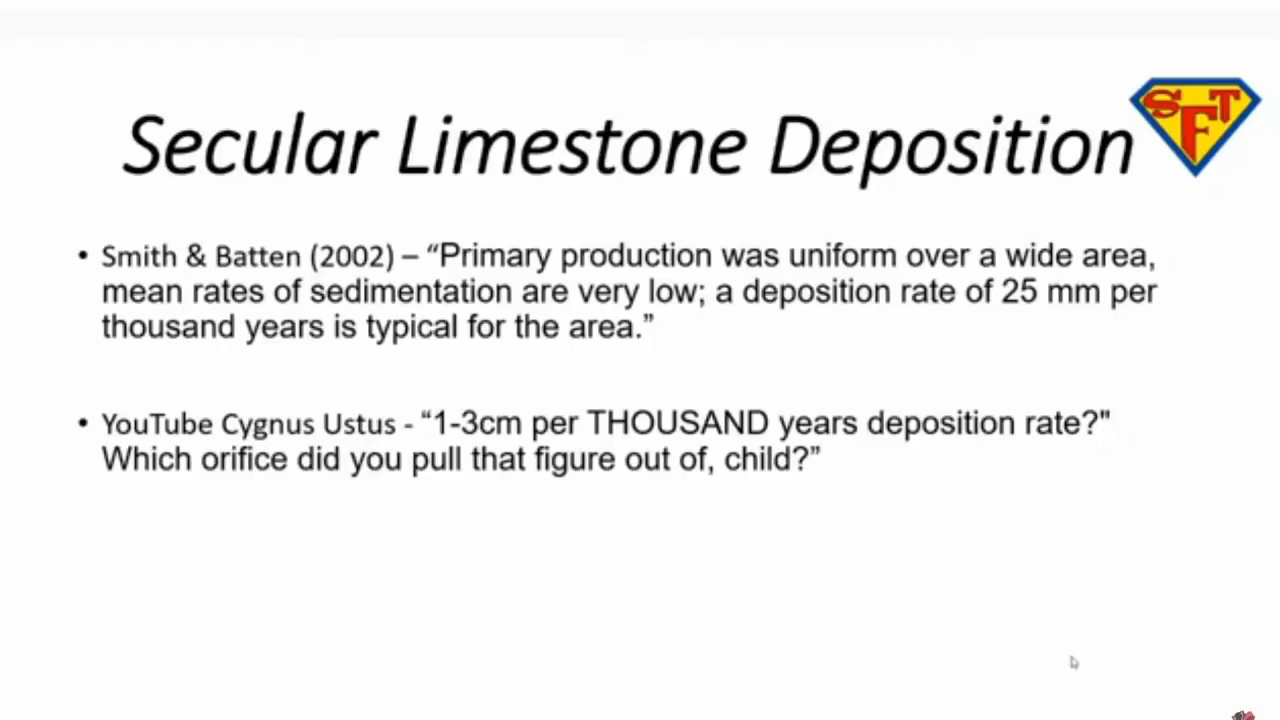 Secular Limestone Deposition
SFT
• Smith & Batten (2002) – “Primary production was uniform over a wide area,
mean rates of sedimentation are very low; a deposition rate of 25 mm per
thousand years is typical for the area.”
• YouTube Cygnus Ustus - “1-3cm per THOUSAND years deposition rate?"
Which orifice did you pull that figure out of, child?”